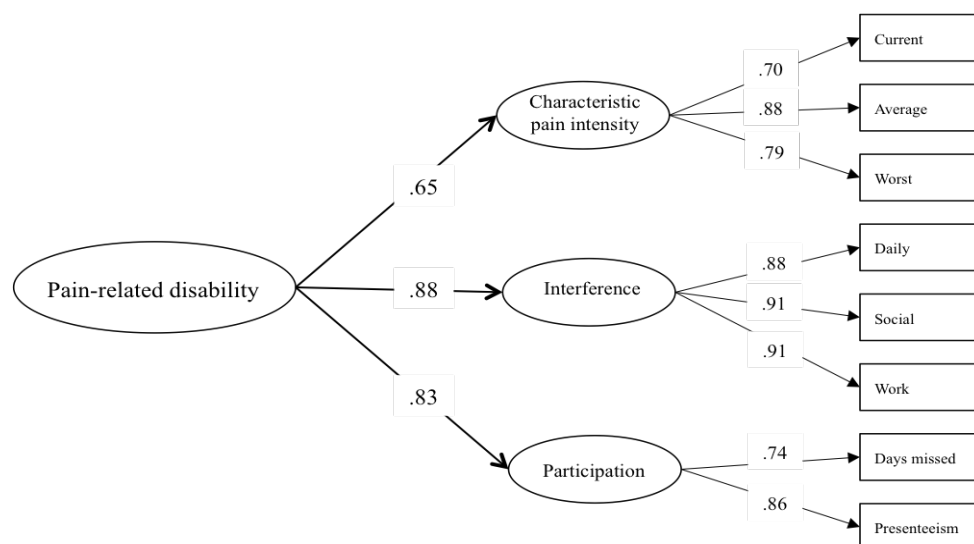 Current
Characteristic
pain intensity
.70
.88
Average
.79
Worst
.65
Pain-related disability
.88
Interference
.88
Daily
.91
Social
.91
Work
.83
Participation
.74
Days missed
.86
Presenteeism